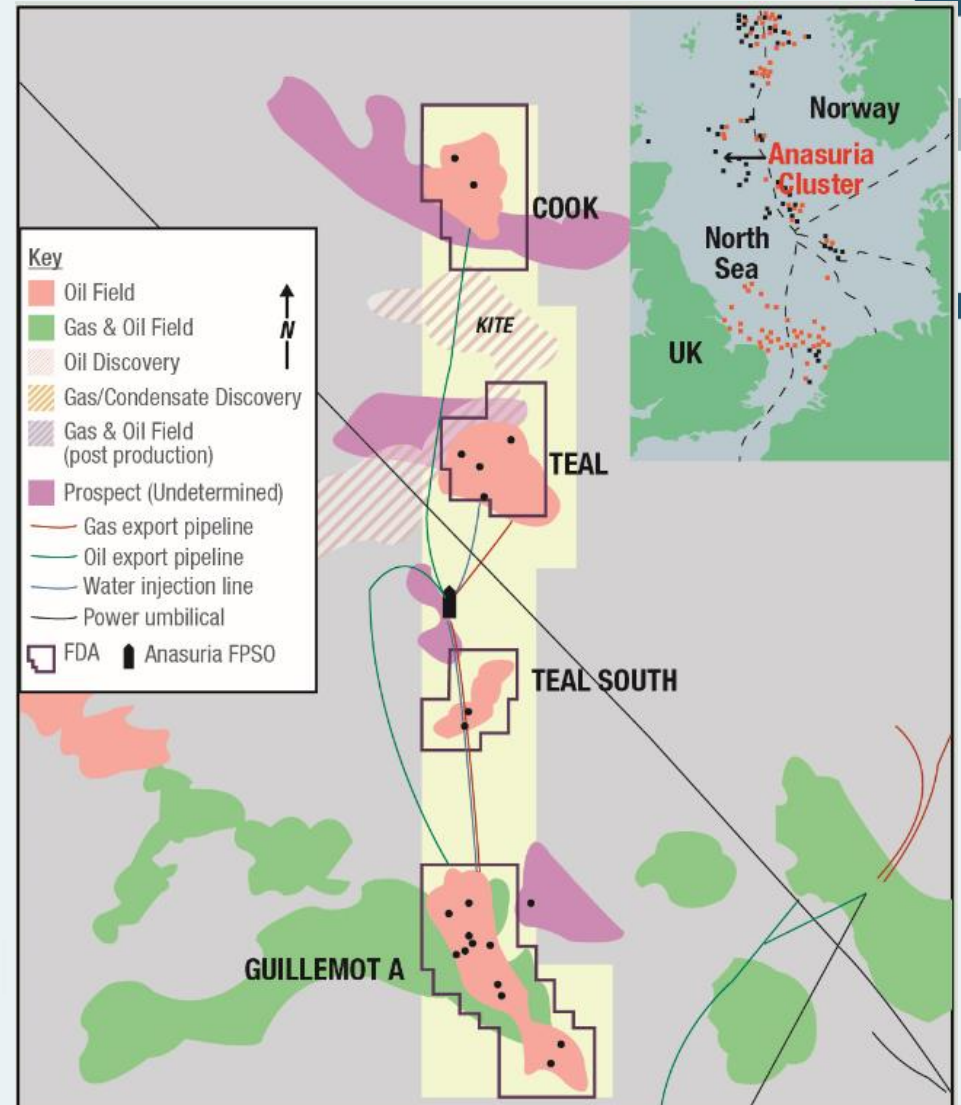 Norway
Anasuria
Cluster
North
Sea
UK
COOK
KITE
TEAL
TEAL SOUTH
GUILLEMOT A
Key
Oil Field
Gas & Oil Field
N
Oil Discovery
Gas/Condensate Discovery
Gas & Oil Field
(post production)
Prospect (Undetermined)
Gas export pipeline
Oil export pipeline
Water injection line
Power umbilical
FDA
Anasuria FPSO